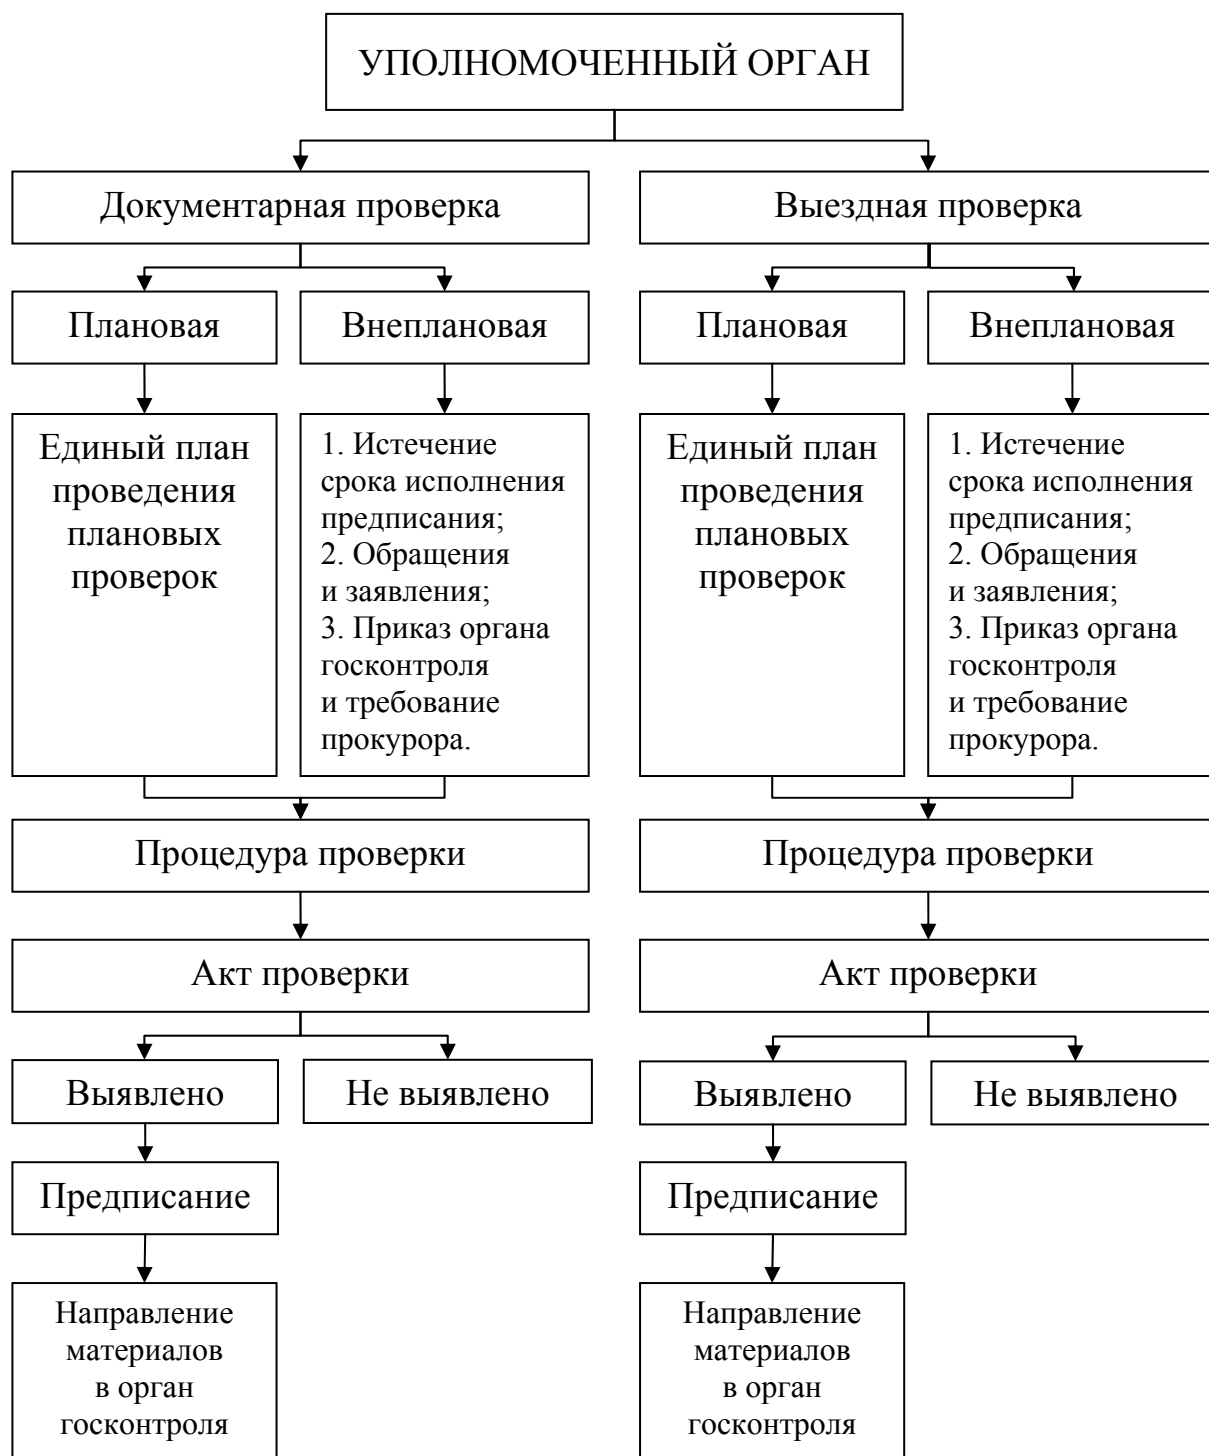 УПОЛНОМОЧЕННЫЙ ОРГАН
Документарная проверка
Выездная проверка
Плановая
Внеплановая
Плановая
Внеплановая
Единый план
проведения
плановых
проверок
1. Истечение
срока исполнения
предписания;
2. Обращения
и заявления;
3. Приказ органа
госконтроля
и требование
прокурора.
Единый план
проведения
плановых
проверок
1. Истечение
срока исполнения
предписания;
2. Обращения
и заявления;
3. Приказ органа
госконтроля
и требование
прокурора.
Процедура проверки
Процедура проверки
Акт проверки
Акт проверки
Выявлено
Не выявлено
Выявлено
Не выявлено
Предписание
Предписание
Направление
материалов
в орган
госконтроля
Направление
материалов
в орган
госконтроля